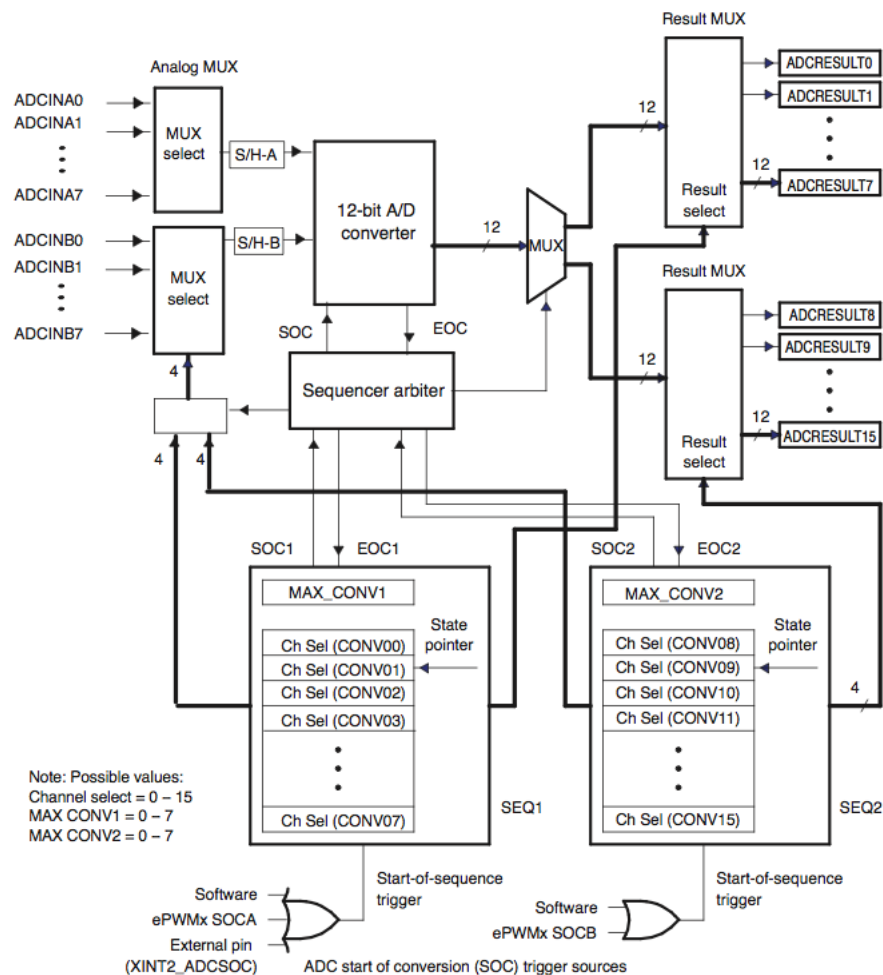 Analog MUX
ADCINA0
ADCINA1
ADCINA7
MUX
select
S/H-A
ADCINB0
ADCINB1
ADCINB7
MUX
select
S/H-B
12-bit A/D
converter
12
MUX
Result MUX
12
Result
select
ADCRESULT0
ADCRESULT1
12
ADCRESULT7
Result MUX
12
Result
select
ADCRESULT8
ADCRESULT9
12
ADCRESULT15
SOC
EOC
Sequencer arbiter
4
4
4
SOC1
EOC1
SOC2
EOC2
MAX_CONV1
Ch Sel (CONV00)
Ch Sel (CONV01)
Ch Sel (CONV02)
Ch Sel (CONV03)
Ch Sel (CONV07)
State
pointer
SEQ1
MAX_CONV2
Ch Sel (CONV08)
Ch Sel (CONV09)
Ch Sel (CONV10)
Ch Sel (CONV11)
Ch Sel (CONV15)
State
pointer
4
SEQ2
Note: Possible values:
Channel select = 0 – 15
MAX CONV1 = 0 – 7
MAX CONV2 = 0 – 7
Start-of-sequence
trigger
Software
ePWMx SOCA
External pin
(XINT2_ADCSOC)
Start-of-sequence
trigger
Software
ePWMx SOCB
ADC start of conversion (SOC) trigger sources